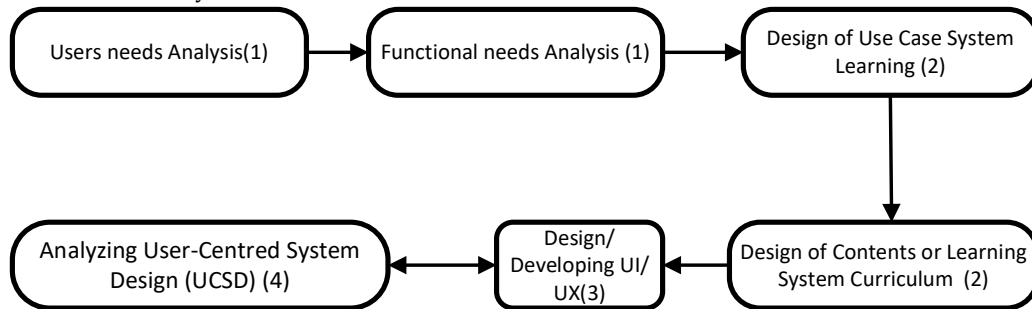 Users needs Analysis(1)
Functional needs Analysis (1)
Design of Use Case System
Learning (2)
Analyzing User-Centred System
Design (UCSD) (4)
Design/
Developing UI/
UX(3)
Design of Contents or Learning
System Curriculum (2)